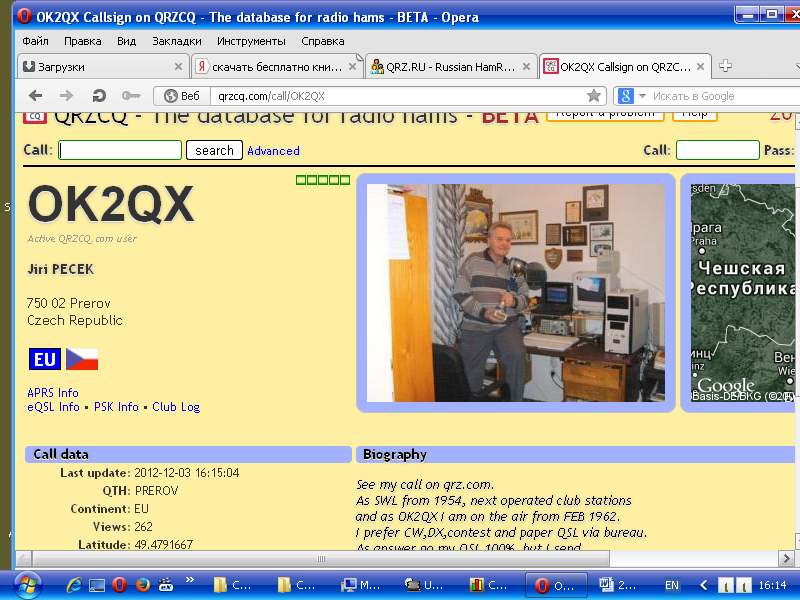 OK2QX Callsign on QRZCQ - The database for radio hams - BETA - Opera
Файл Правка Вид Закладки Инструменты Справка
Загрузки
скачать бесплатно кни...
QRZ.RU - Russian HamR...
OK2QX Callsign on QRZC...
Веб
qrzcq.com/call/OK2QX
Искать в Google
QRZCQ - The database for radio hams - BETA
Report a problem
Help
20
Call:
search
Advanced
Call:
Pass:
OK2QX
Active QRZCQ.com user
Jiri PECEK
750 02 Prerov
Czech Republic
EU
APRS Info
eQSL Info • PSK Info • Club Log
sden
рага
Praha
Чешская
Республика
нц
nz
Вен
Wie
Google
Basis-DE/BKG (©20
Call data
Last update: 2012-12-03 16:15:04
QTH: PREROV
Continent: EU
Views: 262
Latitude: 49.4791667
Biography
See my call on qrz.com.
As SWL from 1954, next operated club stations
and as OK2QX I am on the air from FEB 1962.
I prefer CW,DX,contest and paper QSL via bureau.
As answer go my QSL 100%, but I send
С...
С...
М...
U...
С...
О...
2...
EN
16:14